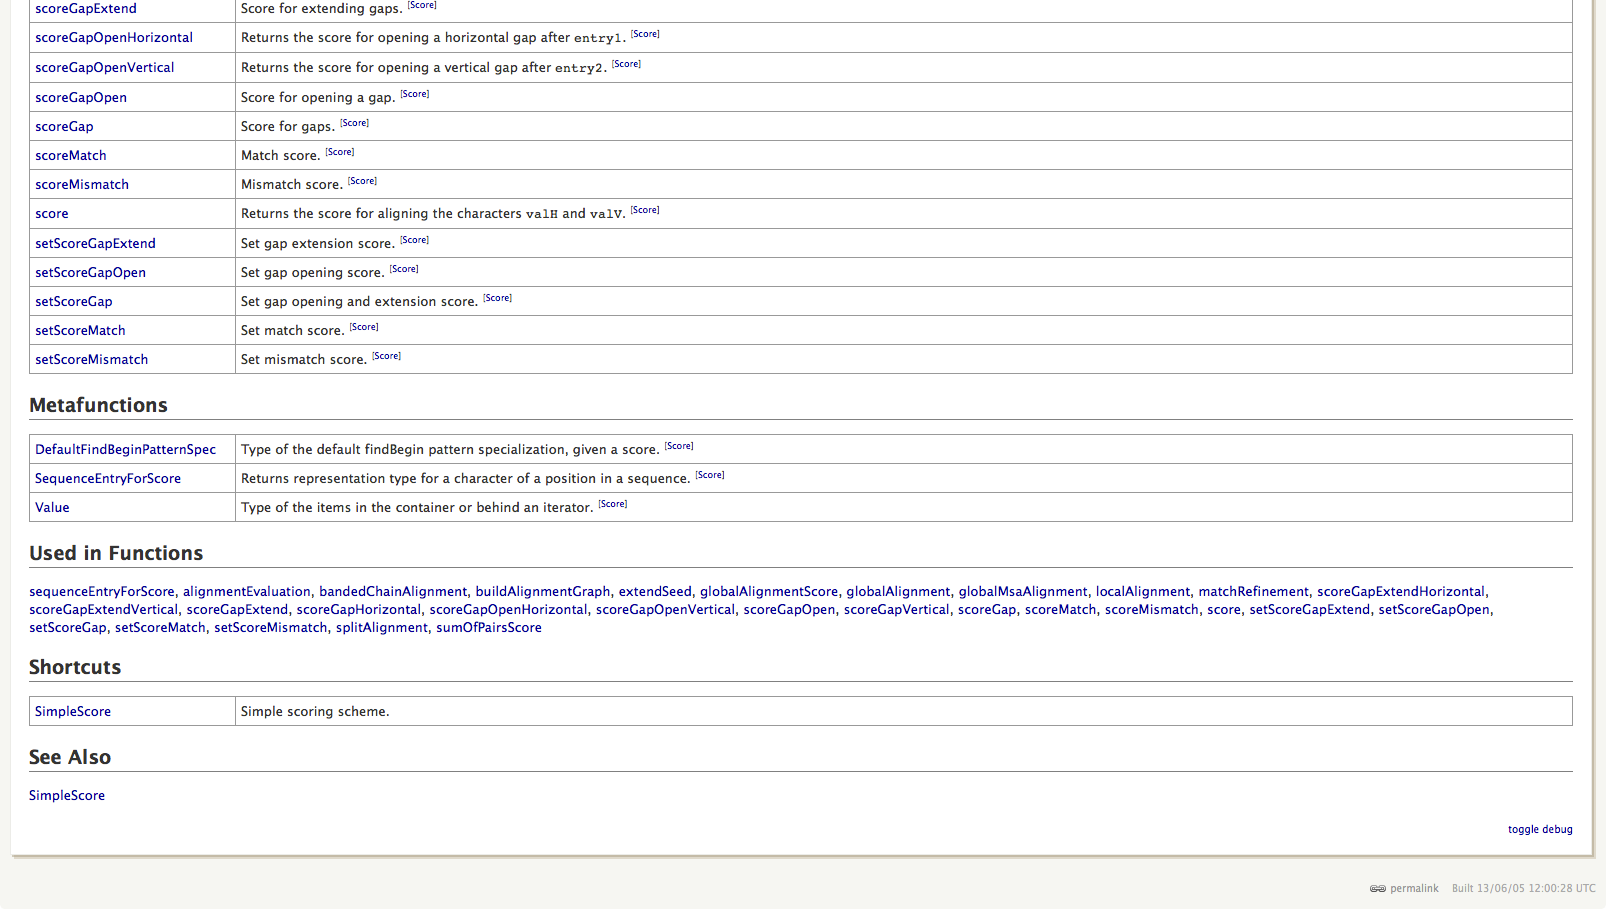 scoreGapExtend Score for extending gaps. [Score]
scoreGapOpenHorizontal Returns the score for opening a horizontal gap after entry1. [Score]
scoreGapOpenVertical Returns the score for opening a vertical gap after entry2. [Score]
scoreGapOpen Score for opening a gap. [Score]
scoreGap Score for gaps. [Score]
scoreMatch Match score. [Score]
scoreMismatch Mismatch score. [Score]
score Returns the score for aligning the characters valH and valV. [Score]
setScoreGapExtend Set gap extension score. [Score]
setScoreGapOpen Set gap opening score. [Score]
setScoreGap Set gap opening and extension score. [Score]
setScoreMatch Set match score. [Score]
setScoreMismatch Set mismatch score. [Score]
Metafunctions
DefaultFindBeginPatternSpec Type of the default findBegin pattern specialization, given a score. [Score]
SequenceEntryForScore Returns representation type for a character of a position in a sequence. [Score]
Value Type of the items in the container or behind an iterator. [Score]
Used in Functions
sequenceEntryForScore, alignmentEvaluation, bandedChainAlignment, buildAlignmentGraph, extendSeed, globalAlignmentScore, globalAlignment, globalMsaAlignment, localAlignment, matchRefinement, scoreGapExtendHorizontal,
scoreGapExtendVertical, scoreGapExtend, scoreGapHorizontal, scoreGapOpenHorizontal, scoreGapOpenVertical, scoreGapOpen, scoreGapVertical, scoreGap, scoreMatch, scoreMismatch, score, setScoreGapExtend, setScoreGapOpen,
setScoreGap, setScoreMatch, setScoreMismatch, splitAlignment, sumOfPairsScore
Shortcuts
SimpleScore Simple scoring scheme.
See Also
SimpleScore
toggle debug
permalink Built 13/06/05 12:00:28 UTC